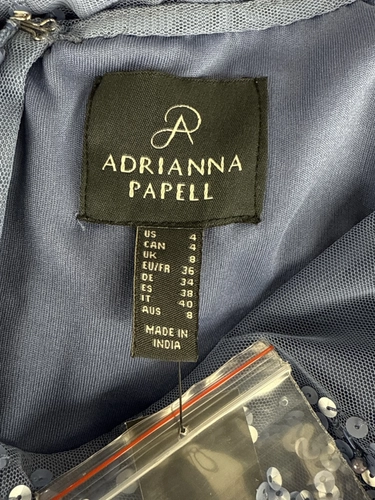 ADRIANNA
PAPELL
US 4
CAN 4
UK 8
EU/FR 36
DE 34
ES 38
IT 40
AUS 8
MADE IN
INDIA